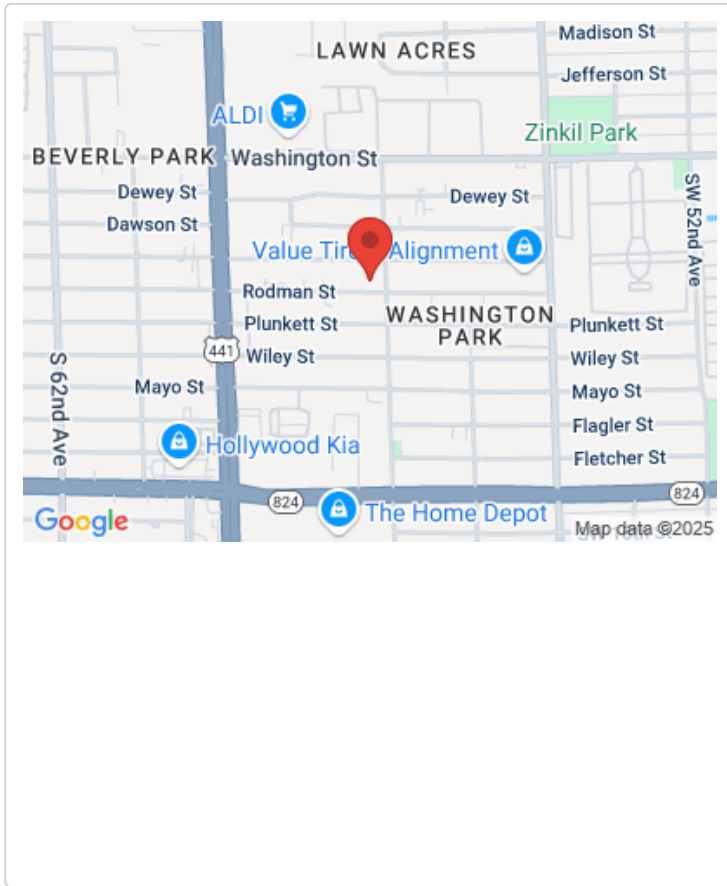 Madison St
LAWN ACRES
Jefferson St
ALDI
Zinkil Park
BEVERLY PARK
Washington St
Dewey St
Dewey St
SW 52nd Ave
Dawson St
Value Tire Alignment
Rodman St
WASHINGTON
PARK
Plunkett St
Plunkett St
441
Wiley St
Wiley St
S 62nd Ave
Mayo St
Mayo St
Flagler St
Hollywood Kia
Fletcher St
824
824
The Home Depot
Google
Map data ©2025